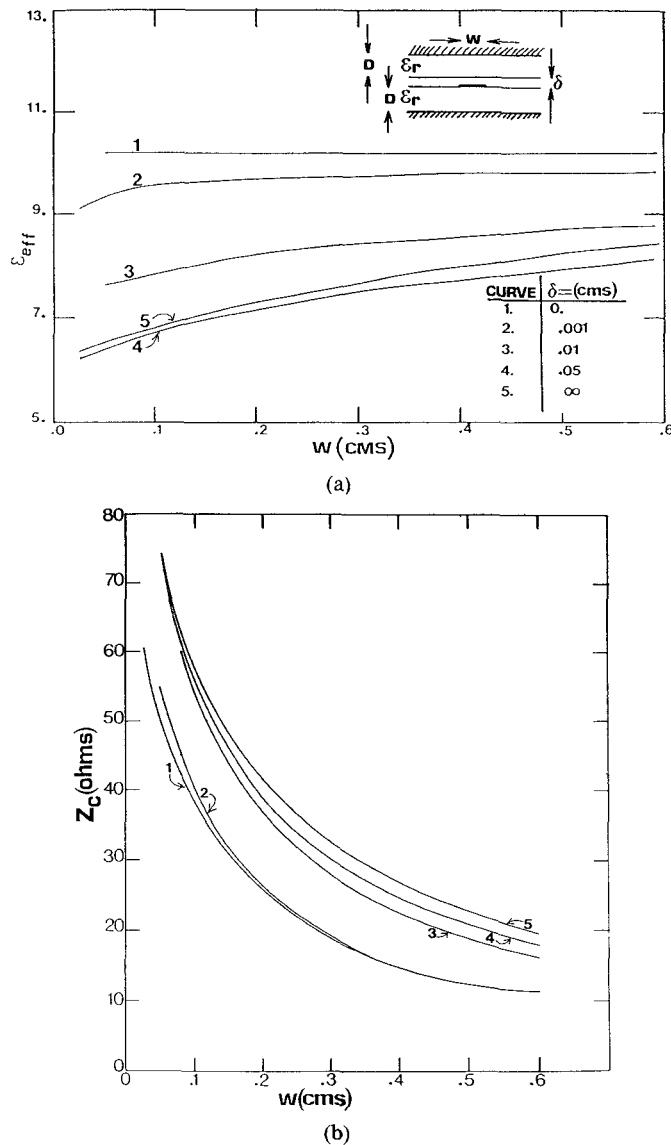 13.
11.
9.
7.
5.
ε_eff
→ W ←
D
εr
D
εr
δ
1
2
3
5
4
CURVE δ=(cms)
1. 0.
2. .001
3. .01
4. .05
5. ∞
.0 .1 .2 .3 .4 .5 .6
W (CMS)
(a)
80
70
60
50
40
30
20
10
0
Zc(ohms)
1
2
3
4
5
0 .1 .2 .3 .4 .5 .6
W(cms)
(b)